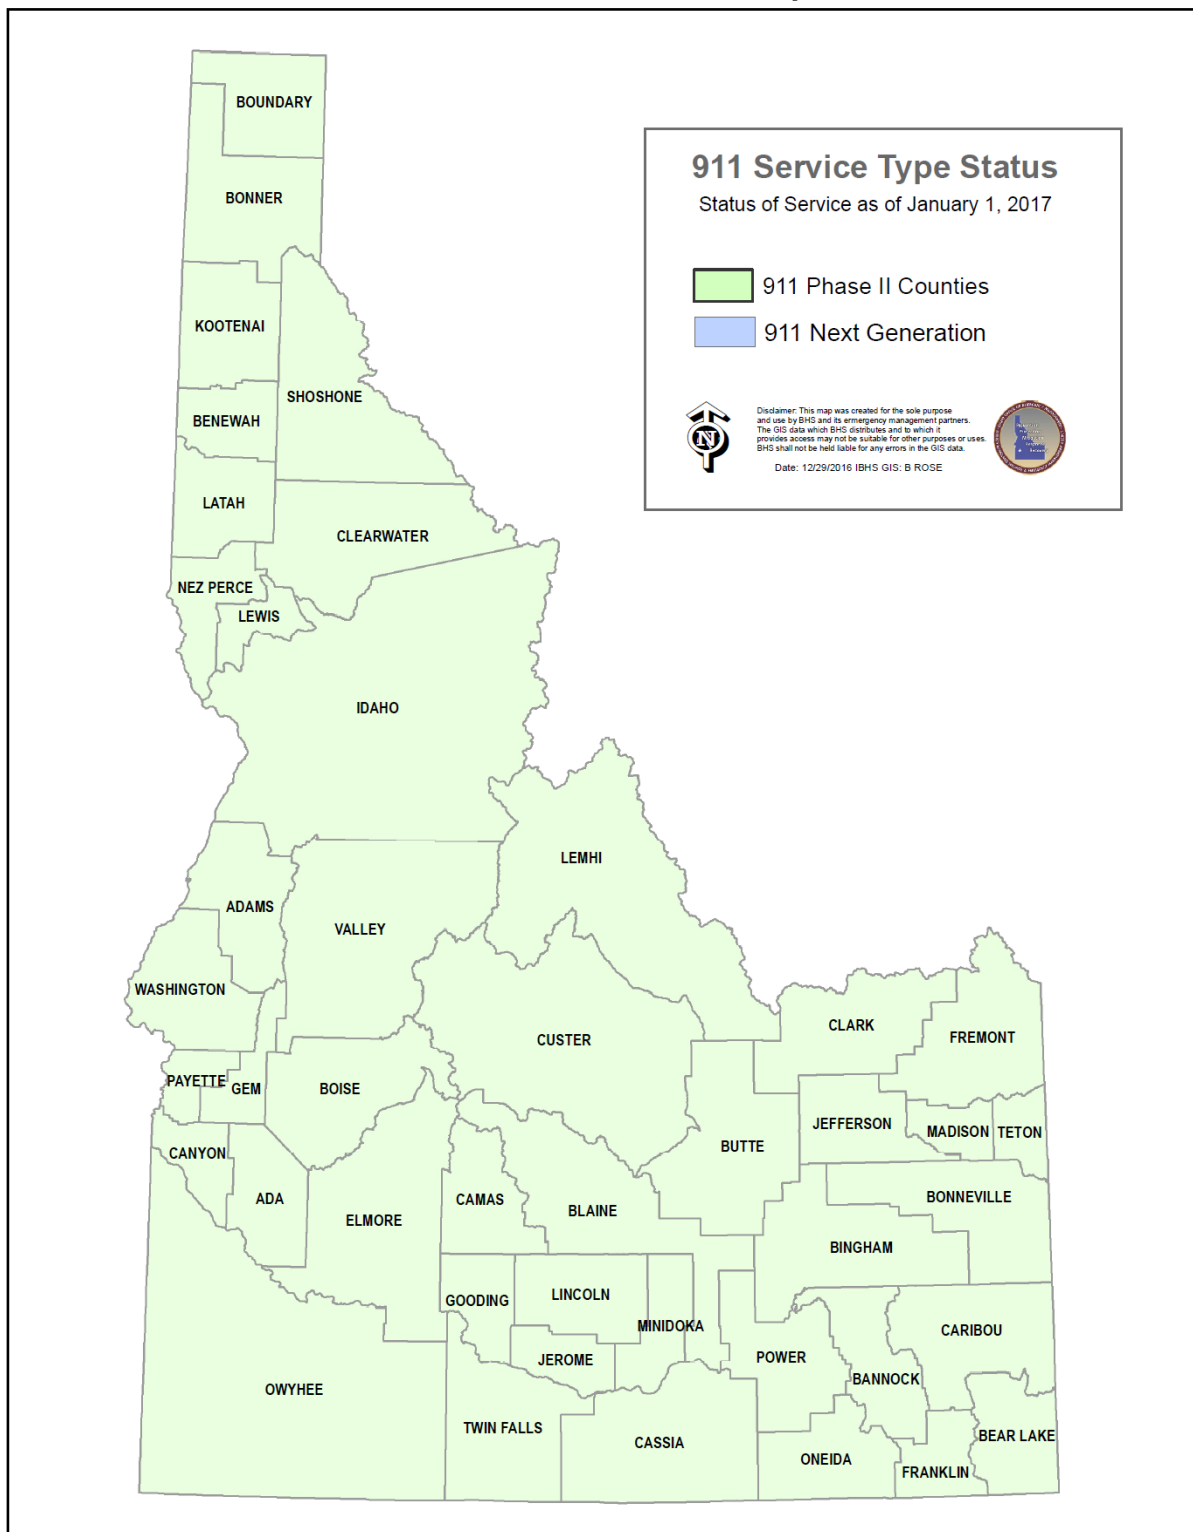 BOUNDARY
911 Service Type Status
Status of Service as of January 1, 2017
BONNER
911 Phase II Counties
911 Next Generation
KOOTENAI
SHOSHONE
BENEWAH
N
Disclaimer: This map was created for the sole purpose
and use by BHS and its ermergency management partners.
The GIS data which BHS distributes and to which it
provides access may not be suitable for other purposes or uses.
BHS shall not be held liable for any errors in the GIS data.
Date: 12/29/2016 IBHS GIS: B ROSE
LATAH
CLEARWATER
NEZ PERCE
LEWIS
IDAHO
LEMHI
ADAMS
VALLEY
WASHINGTON
CUSTER
CLARK
FREMONT
PAYETTE
GEM
BOISE
JEFFERSON
MADISON
TETON
BUTTE
CANYON
ADA
CAMAS
BLAINE
BONNEVILLE
ELMORE
BINGHAM
GOODING
LINCOLN
MINIDOKA
CARIBOU
JEROME
POWER
BANNOCK
OWYHEE
TWIN FALLS
CASSIA
BEAR LAKE
ONEIDA
FRANKLIN